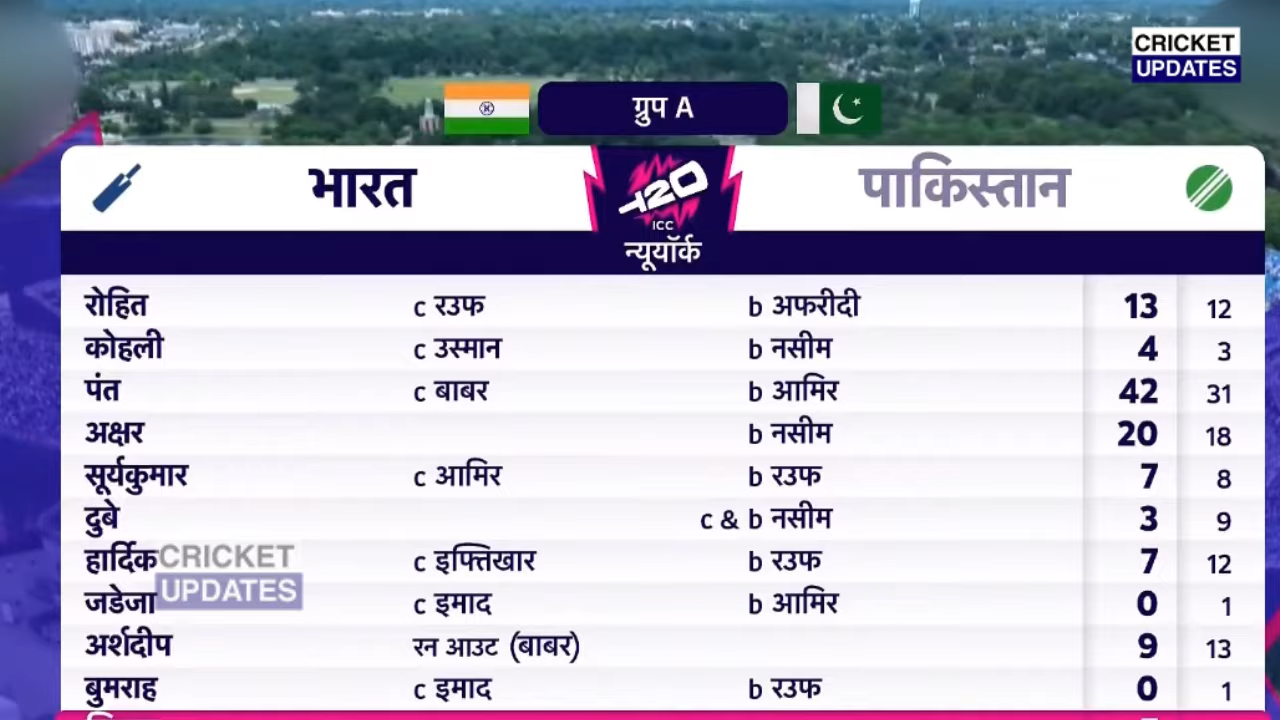 CRICKET
UPDATES
ग्रुप A
भारत
T20
पाकिस्तान
ICC
न्यूयॉर्क
रोहित c रउफ b अफरीदी 13 12
कोहली c उस्मान b नसीम 4 3
पंत c बाबर b आमिर 42 31
अक्षर b नसीम 20 18
सूर्यकुमार c आमिर b रउफ 7 8
दुबे c & b नसीम 3 9
हार्दिक c इफ्तिखार b रउफ 7 12
CRICKET
UPDATES
जडेजा c इमाद b आमिर 0 1
अर्शदीप रन आउट (बाबर) 9 13
बुमराह c इमाद b रउफ 0 1